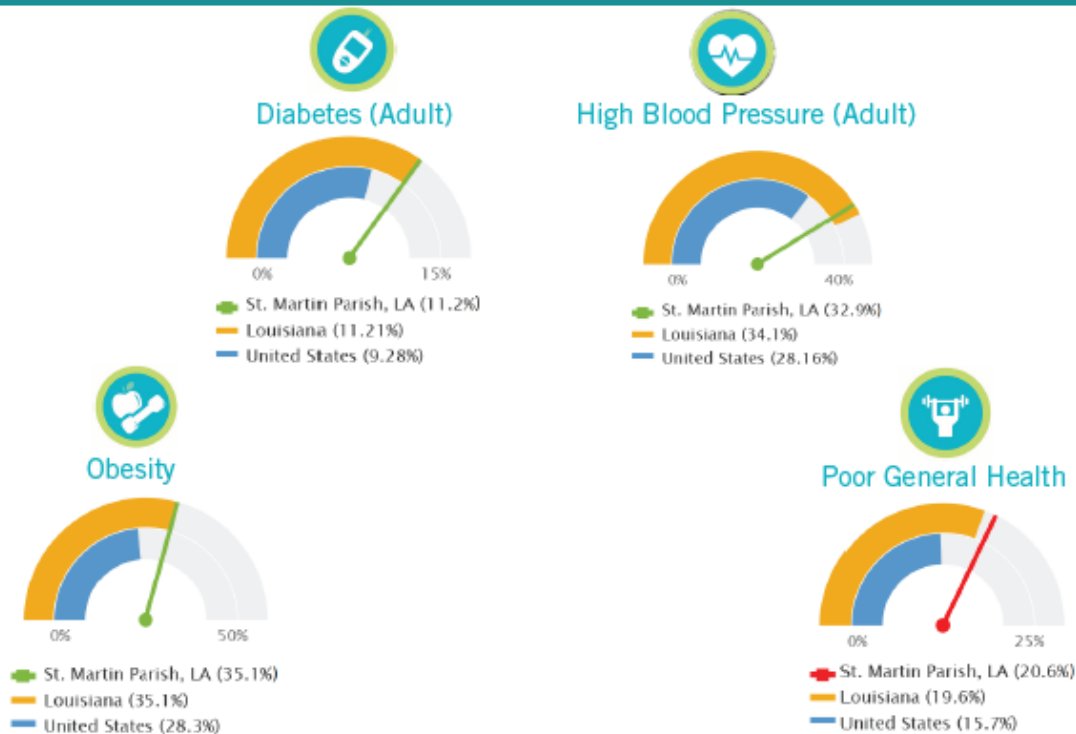 Diabetes (Adult)
0%
15%
St. Martin Parish, LA (11.2%)
Louisiana (11.21%)
United States (9.28%)
High Blood Pressure (Adult)
0%
40%
St. Martin Parish, LA (32.9%)
Louisiana (34.1%)
United States (28.16%)
Obesity
0%
50%
St. Martin Parish, LA (35.1%)
Louisiana (35.1%)
United States (28.3%)
Poor General Health
0%
25%
St. Martin Parish, LA (20.6%)
Louisiana (19.6%)
United States (15.7%)